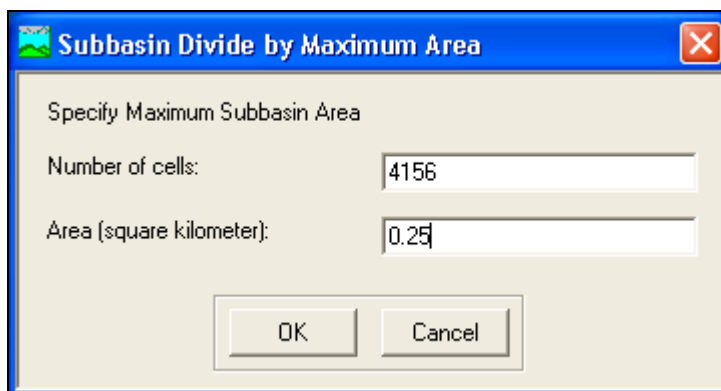 Subbasin Divide by Maximum Area
Specify Maximum Subbasin Area
Number of cells: 4156
Area (square kilometer): 0.25
OK Cancel